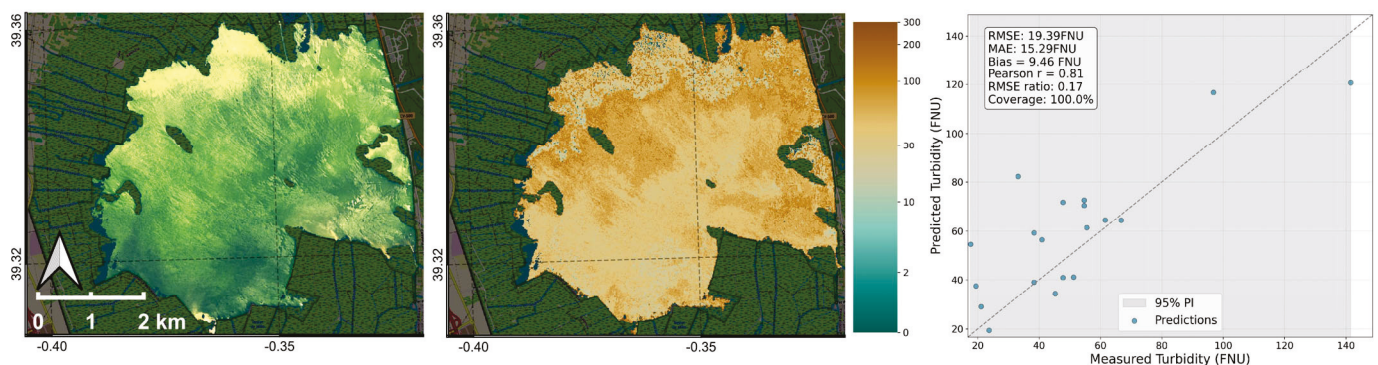 39.36
39.32
0 1 2 km
-0.40
-0.35
39.36
39.32
-0.40
-0.35
300
200
100
30
10
2
0
Predicted Turbidity (FNU)
140
120
100
80
60
40
20
RMSE: 19.39FNU
MAE: 15.29FNU
Bias = 9.46 FNU
Pearson r = 0.81
RMSE ratio: 0.17
Coverage: 100.0%
95% PI
Predictions
20 40 60 80 100 120 140
Measured Turbidity (FNU)